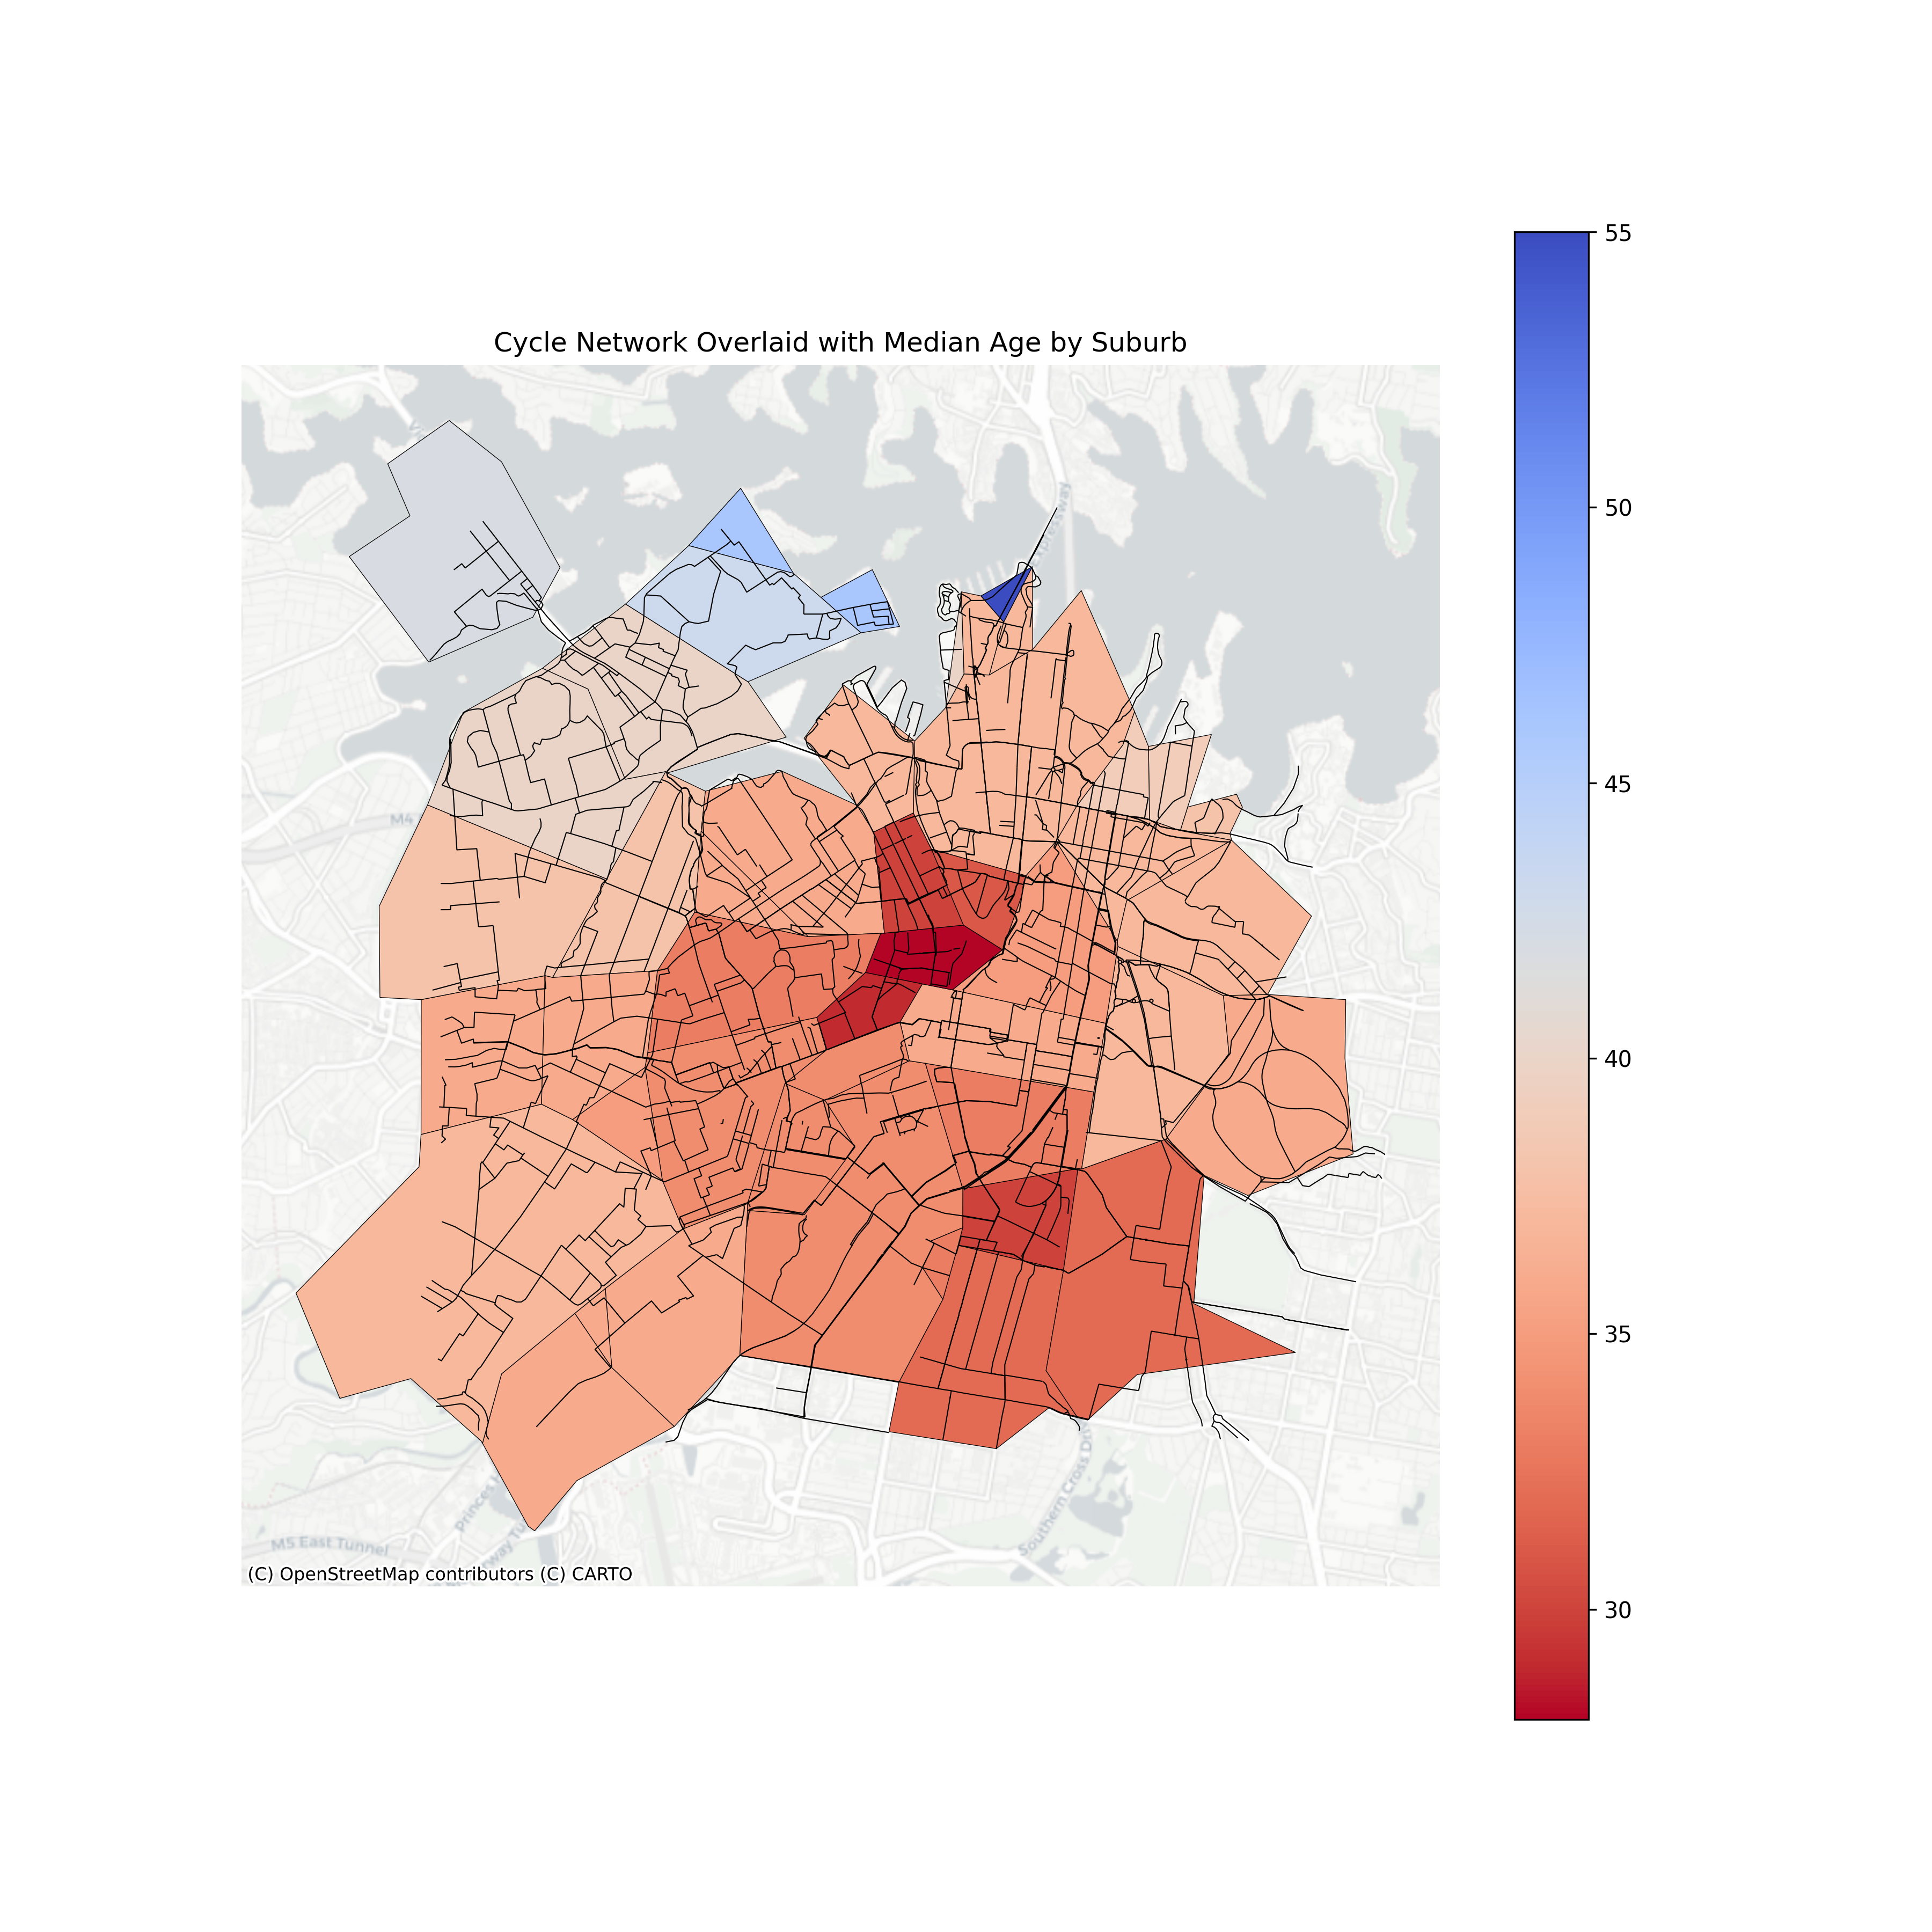 Cycle Network Overlaid with Median Age by Suburb
55
50
45
40
35
30
M4
M5 East Tunnel
Southern Cross D
Princes
(C) OpenStreetMap contributors (C) CARTO